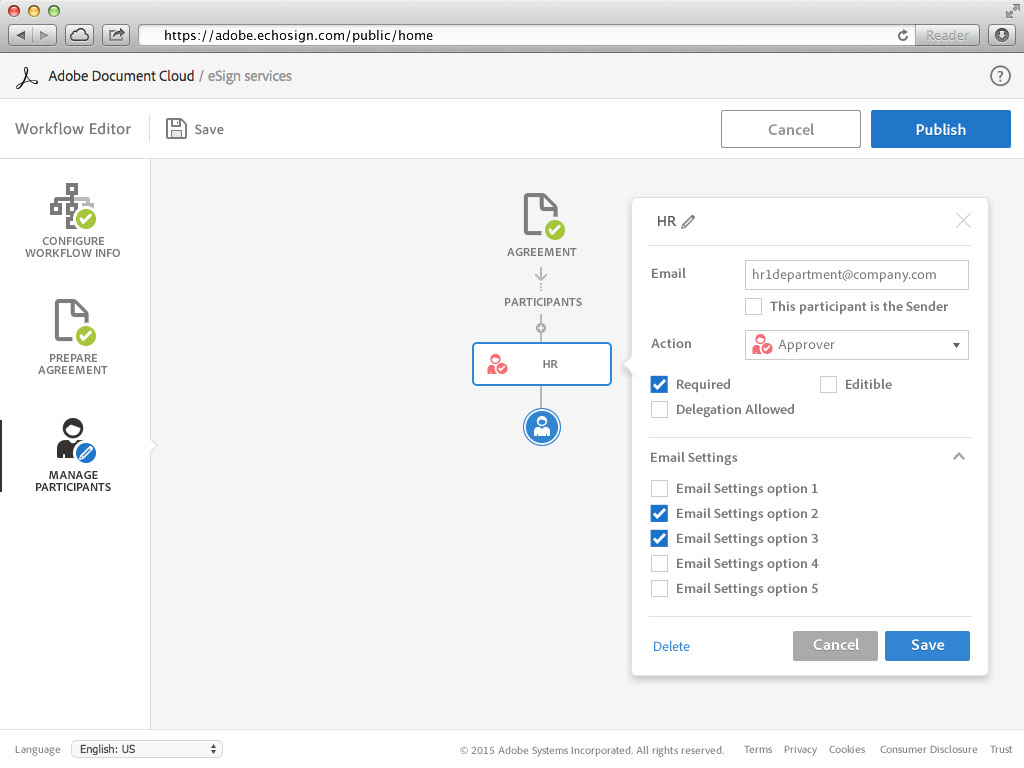 https://adobe.echosign.com/public/home
Reader
Adobe Document Cloud / eSign services
?
Workflow Editor
Save
Cancel
Publish
CONFIGURE
WORKFLOW INFO
PREPARE
AGREEMENT
MANAGE
PARTICIPANTS
AGREEMENT
PARTICIPANTS
HR
HR
Email
hr1department@company.com
This participant is the Sender
Action
Approver
Required
Editible
Delegation Allowed
Email Settings
Email Settings option 1
Email Settings option 2
Email Settings option 3
Email Settings option 4
Email Settings option 5
Delete
Cancel
Save
Language
English: US
© 2015 Adobe Systems Incorporated. All rights reserved.
Terms
Privacy
Cookies
Consumer Disclosure
Trust